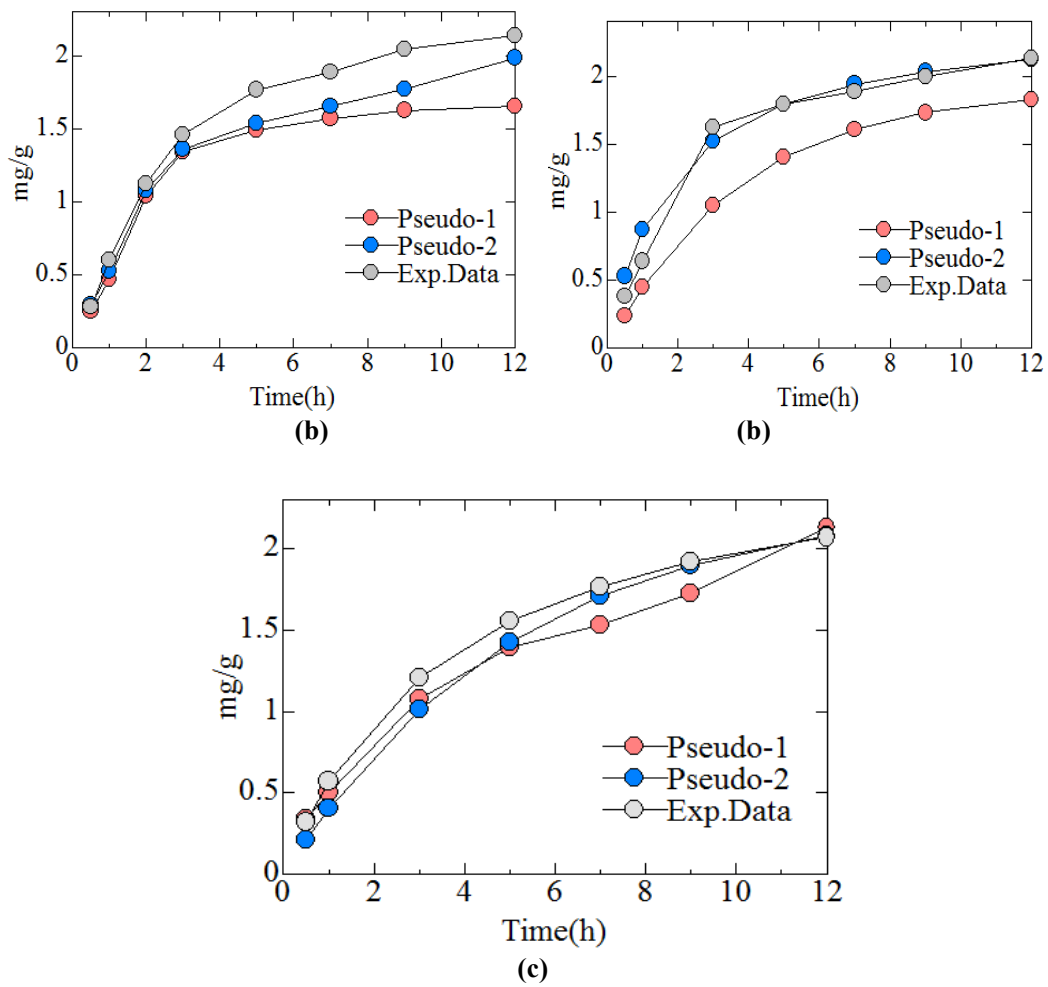 2
1.5
1
0.5
0
mg/g
Pseudo-1
Pseudo-2
Exp.Data
0 2 4 6 8 10 12
Time(h)
(b)
2
1.5
1
0.5
0
mg/g
Pseudo-1
Pseudo-2
Exp.Data
0 2 4 6 8 10 12
Time(h)
(b)
2
1.5
1
0.5
0
mg/g
Pseudo-1
Pseudo-2
Exp.Data
0 2 4 6 8 10 12
Time(h)
(c)